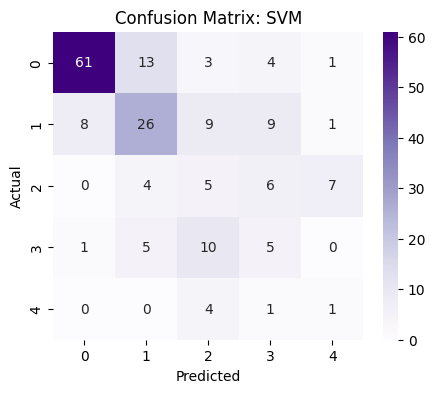 Confusion Matrix: SVM
0 61 13 3 4 1
1 8 26 9 9 1
2 0 4 5 6 7
3 1 5 10 5 0
4 0 0 4 1 1
0 1 2 3 4
Actual
Predicted
60
50
40
30
20
10
0